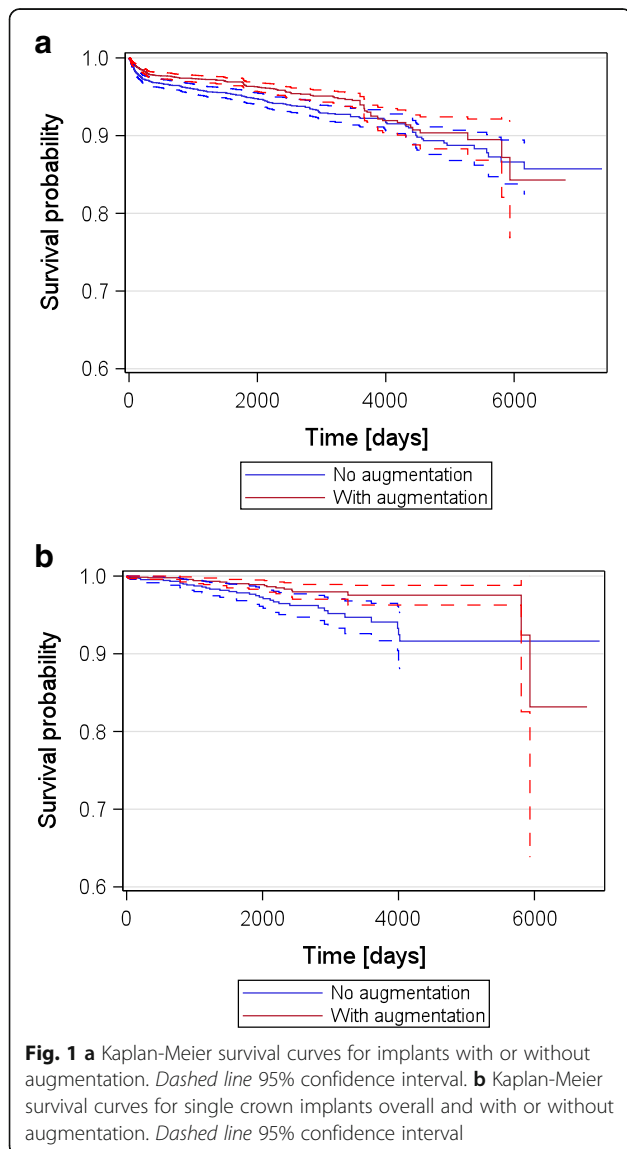 a
1.0
0.9
0.8
0.7
0.6
Survival probability
0 2000 4000 6000
Time [days]
No augmentation
With augmentation
b
1.0
0.9
0.8
0.7
0.6
Survival probability
0 2000 4000 6000
Time [days]
No augmentation
With augmentation
Fig. 1 a Kaplan-Meier survival curves for implants with or without
augmentation. Dashed line 95% confidence interval. b Kaplan-Meier
survival curves for single crown implants overall and with or without
augmentation. Dashed line 95% confidence interval